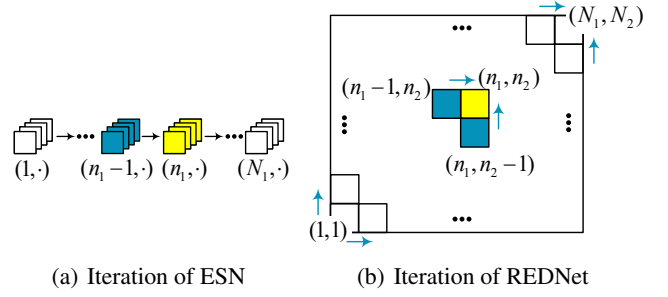 (1,·) ··· (n₁−1,·) (n₁,·) ··· (N₁,·)
(a) Iteration of ESN
··· (N₁,N₂)
(n₁−1,n₂) (n₁,n₂)
(n₁,n₂−1)
(1,1) ···
(b) Iteration of REDNet